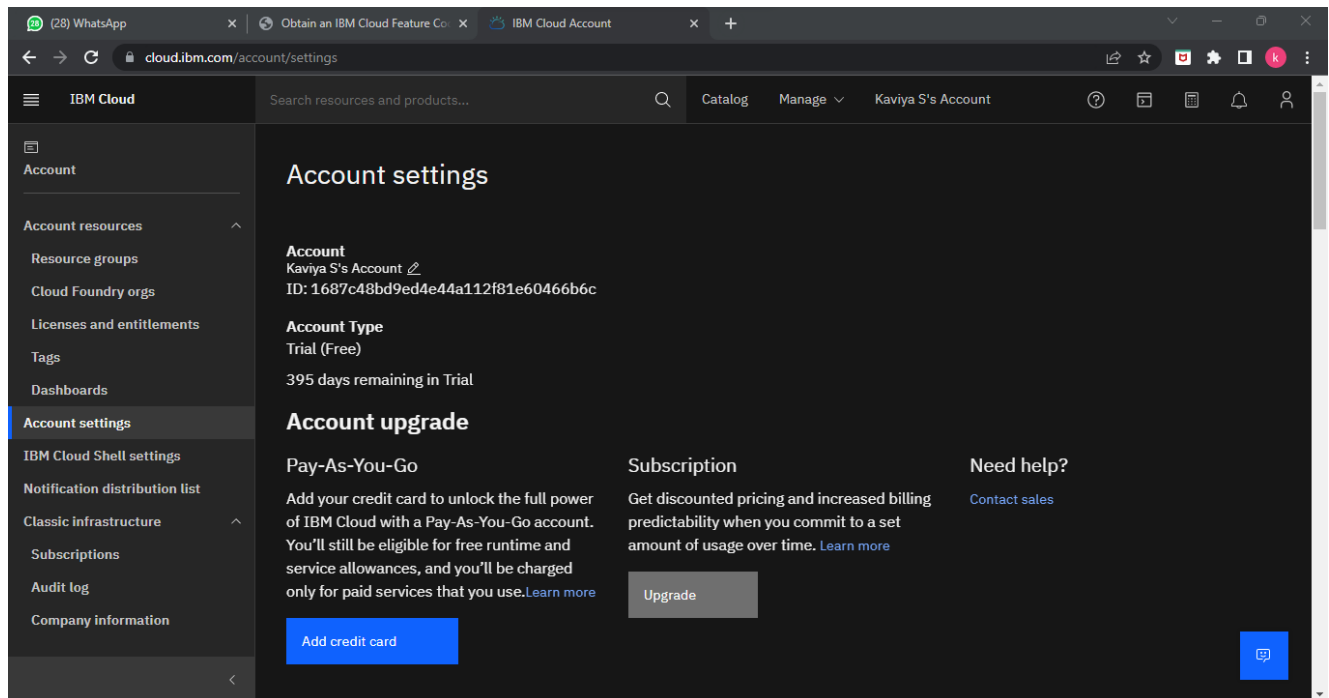 28
(28) WhatsApp
Obtain an IBM Cloud Feature Co
IBM Cloud Account
cloud.ibm.com/account/settings
k
IBM Cloud
Search resources and products...
Catalog
Manage
Kaviya S's Account
Account
Account resources
Resource groups
Cloud Foundry orgs
Licenses and entitlements
Tags
Dashboards
Account settings
IBM Cloud Shell settings
Notification distribution list
Classic infrastructure
Subscriptions
Audit log
Company information
Account settings
Account
Kaviya S's Account
ID: 1687c48bd9ed4e44a112f81e60466b6c
Account Type
Trial (Free)
395 days remaining in Trial
Account upgrade
Pay-As-You-Go
Add your credit card to unlock the full power
of IBM Cloud with a Pay-As-You-Go account.
You'll still be eligible for free runtime and
service allowances, and you'll be charged
only for paid services that you use.Learn more
Add credit card
Subscription
Get discounted pricing and increased billing
predictability when you commit to a set
amount of usage over time. Learn more
Upgrade
Need help?
Contact sales